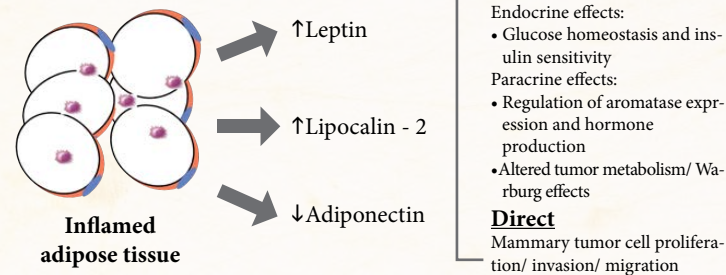 ↑Leptin
↑Lipocalin - 2
↓Adiponectin
Inflamed
adipose tissue
Endocrine effects:
• Glucose homeostasis and ins-
ulin sensitivity
Paracrine effects:
• Regulation of aromatase expr-
ession and hormone
production
•Altered tumor metabolism/ Wa-
rburg effects
Direct
Mammary tumor cell prolifera-
tion/ invasion/ migration